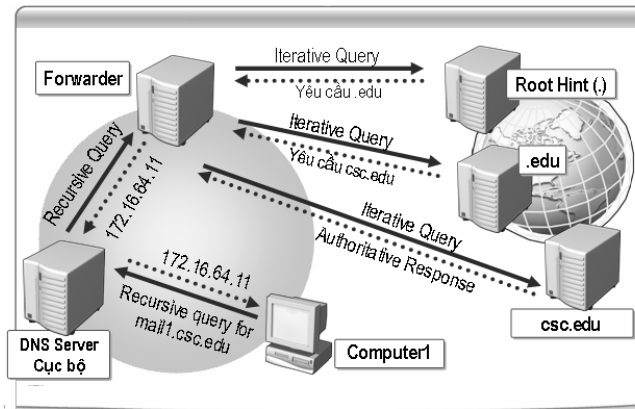 Iterative Query
Forwarder
Yêu cầu .edu
Root Hint (.)
Iterative Query
Yêu cầu csc.edu
.edu
Recursive Query
172.16.64.11
Iterative Query
Authoritative Response
172.16.64.11
Recursive query for
mail1.csc.edu
csc.edu
DNS Server
Cục bộ
Computer1